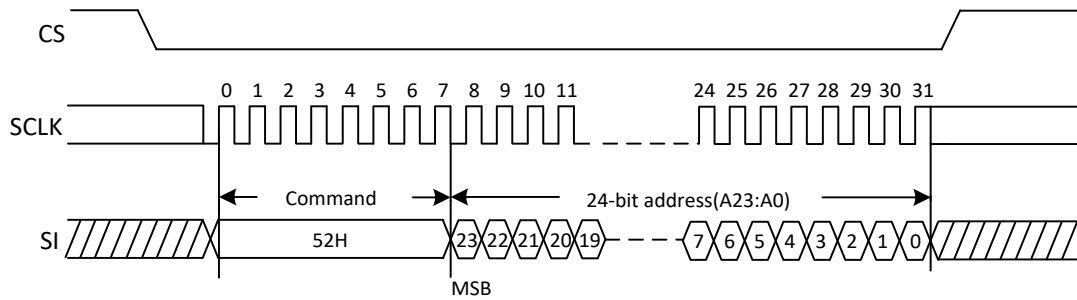 CS
0 1 2 3 4 5 6 7 8 9 10 11 24 25 26 27 28 29 30 31
SCLK
Command 24-bit address(A23:A0)
SI 52H 23 22 21 20 19 7 6 5 4 3 2 1 0
MSB